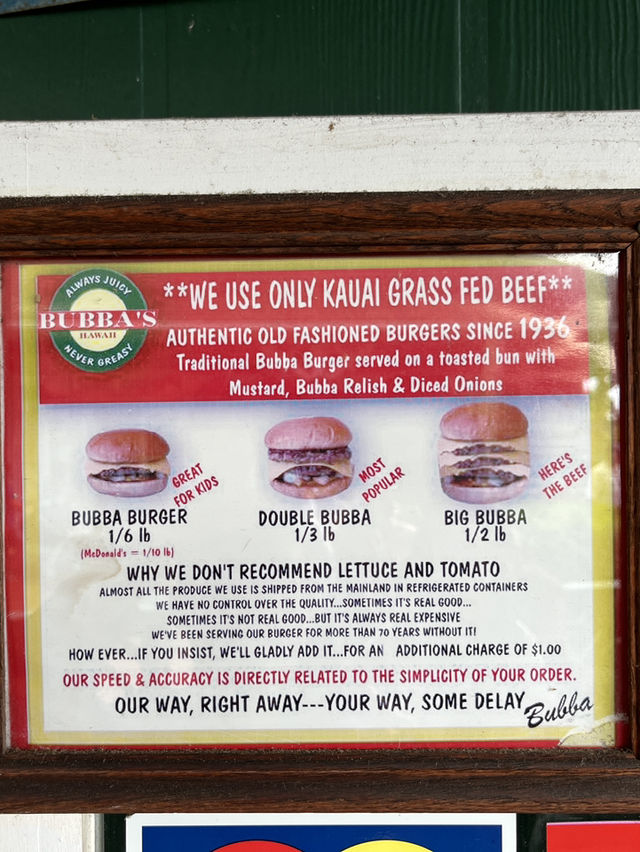 ALWAYS JUICY
BUBBA'S
HAWAII
NEVER GREASY
**WE USE ONLY KAUAI GRASS FED BEEF**
AUTHENTIC OLD FASHIONED BURGERS SINCE 1936
Traditional Bubba Burger served on a toasted bun with
Mustard, Bubba Relish & Diced Onions
GREAT
FOR KIDS
MOST
POPULAR
HERE'S
THE BEEF
BUBBA BURGER
1/6 lb
(McDonald's = 1/10 lb)
DOUBLE BUBBA
1/3 lb
BIG BUBBA
1/2 lb
WHY WE DON'T RECOMMEND LETTUCE AND TOMATO
ALMOST ALL THE PRODUCE WE USE IS SHIPPED FROM THE MAINLAND IN REFRIGERATED CONTAINERS
WE HAVE NO CONTROL OVER THE QUALITY...SOMETIMES IT'S REAL GOOD...
SOMETIMES IT'S NOT REAL GOOD...BUT IT'S ALWAYS REAL EXPENSIVE
WE'VE BEEN SERVING OUR BURGER FOR MORE THAN 70 YEARS WITHOUT IT!
HOW EVER...IF YOU INSIST, WE'LL GLADLY ADD IT...FOR AN ADDITIONAL CHARGE OF $1.00
OUR SPEED & ACCURACY IS DIRECTLY RELATED TO THE SIMPLICITY OF YOUR ORDER.
OUR WAY, RIGHT AWAY---YOUR WAY, SOME DELAY
Bubba